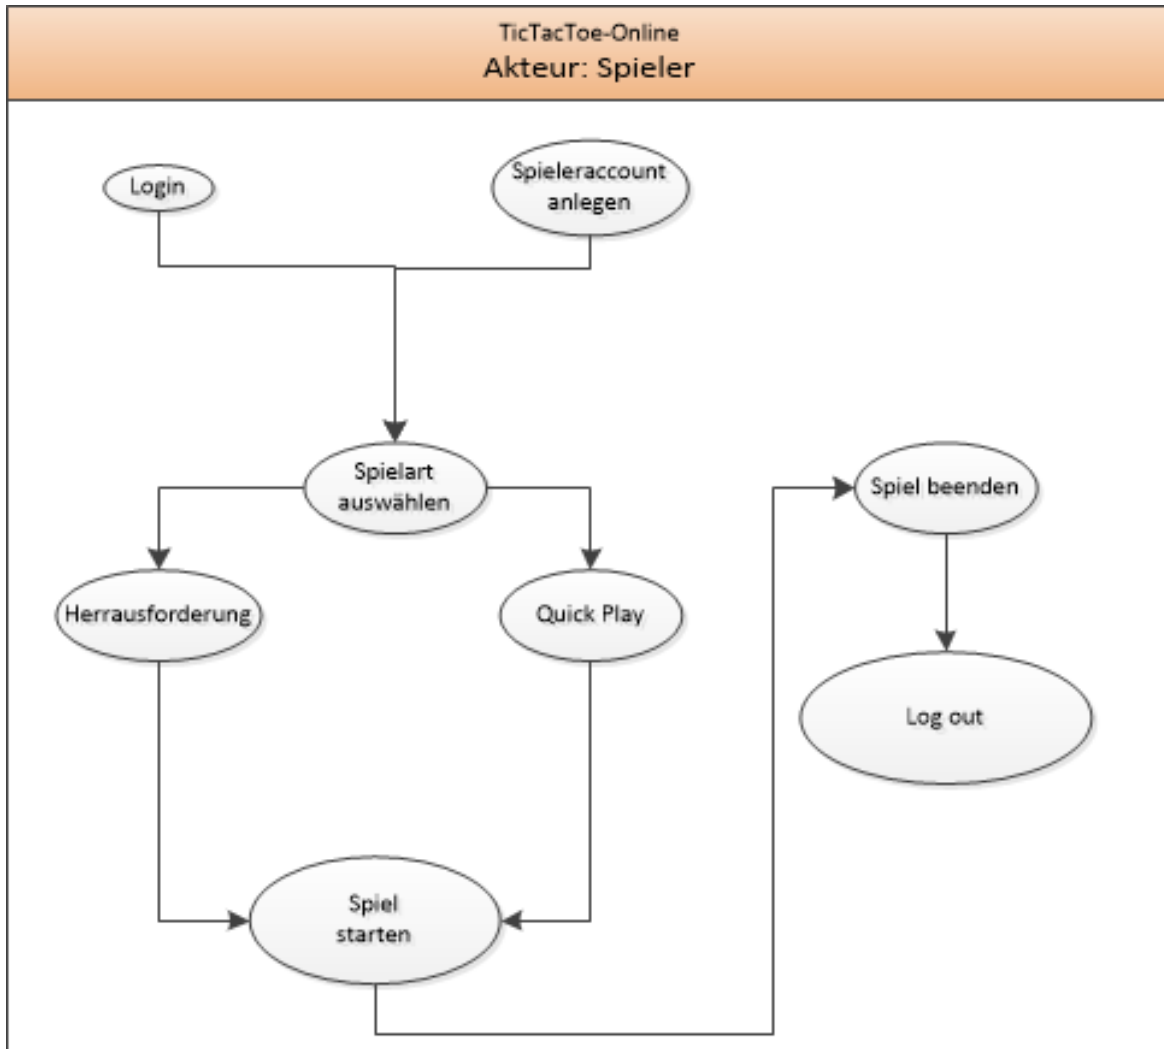 TicTacToe-Online
Akteur: Spieler
Login
Spieleraccount
anlegen
Spielart
auswählen
Spiel beenden
Herrausforderung
Quick Play
Log out
Spiel
starten